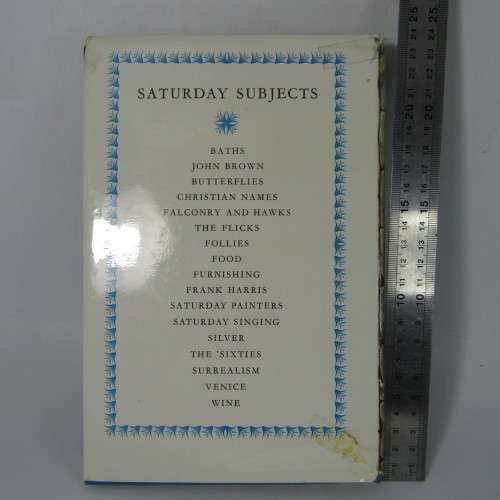 SATURDAY SUBJECTS
BATHS
JOHN BROWN
BUTTERFLIES
CHRISTIAN NAMES
FALCONRY AND HAWKS
THE FLICKS
FOLLIES
FOOD
FURNISHING
FRANK HARRIS
SATURDAY PAINTERS
SATURDAY SINGING
SILVER
THE 'SIXTIES
SURREALISM
VENICE
WINE